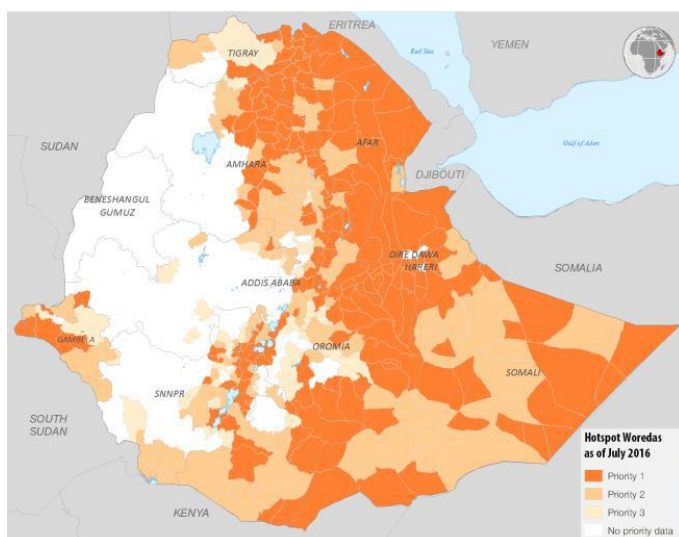 ERITREA
YEMEN
TIGRAY
Red Sea
SUDAN
AFAR
Gulf of Aden
AMHARA
DJIBOUTI
BENESHANGUL
GUMUZ
DIRE DAWA
HARERI
SOMALIA
ADDIS ABABA
GAMBELA
OROMIA
SOMALI
SNNPR
SOUTH
SUDAN
KENYA
Hotspot Woredas
as of July 2016
Priority 1
Priority 2
Priority 3
No priority data